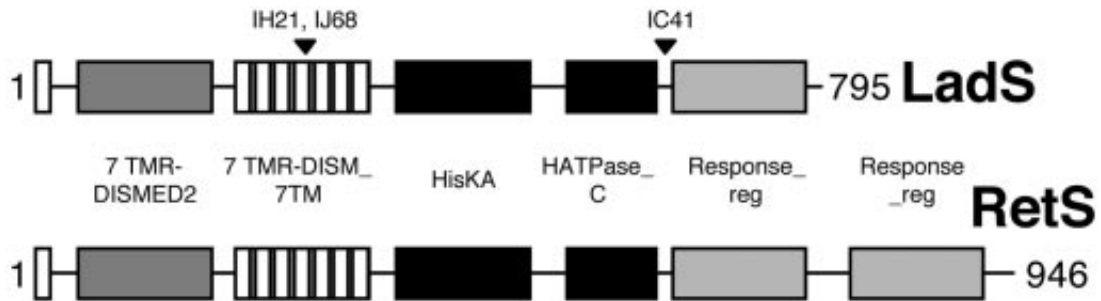 IH21, IJ68 IC41
1 795 LadS
7 TMR- 7 TMR-DISM_ HisKA HATPase_ Response_ Response
DISMED2 7TM C reg _reg
RetS
1 946